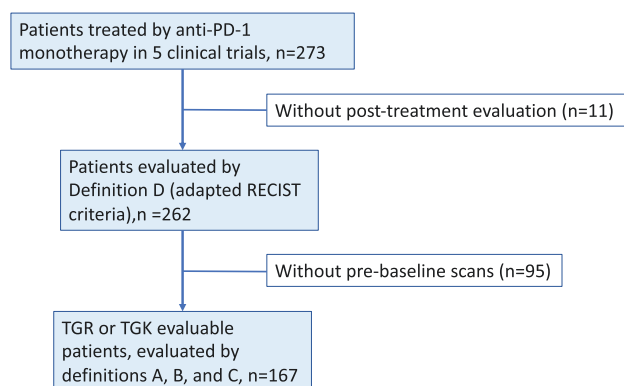 Patients treated by anti-PD-1
monotherapy in 5 clinical trials, n=273
Without post-treatment evaluation (n=11)
Patients evaluated by
Definition D (adapted RECIST
criteria),n =262
Without pre-baseline scans (n=95)
TGR or TGK evaluable
patients, evaluated by
definitions A, B, and C, n=167